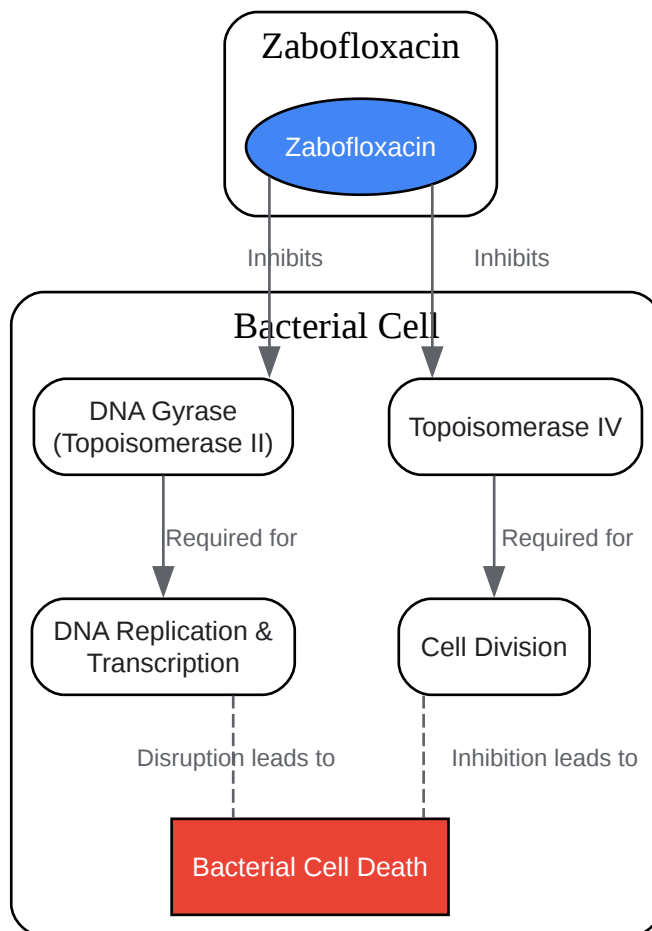 Zabofloxacin
Zabofloxacin
Inhibits
Inhibits
Bacterial Cell
DNA Gyrase
(Topoisomerase II)
Topoisomerase IV
Required for
Required for
DNA Replication &
Transcription
Cell Division
Disruption leads to
Inhibition leads to
Bacterial Cell Death